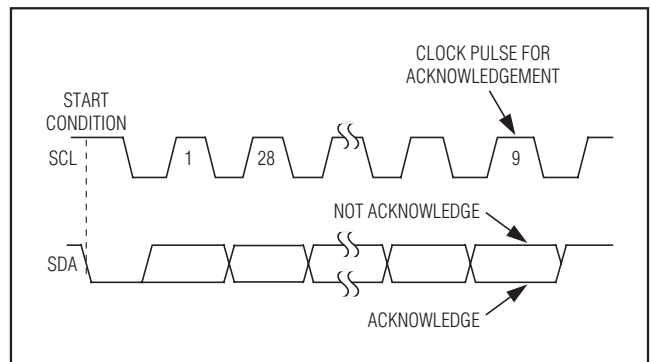 CLOCK PULSE FOR
ACKNOWLEDGEMENT
START
CONDITION
SCL
1
28
9
NOT ACKNOWLEDGE
SDA
ACKNOWLEDGE